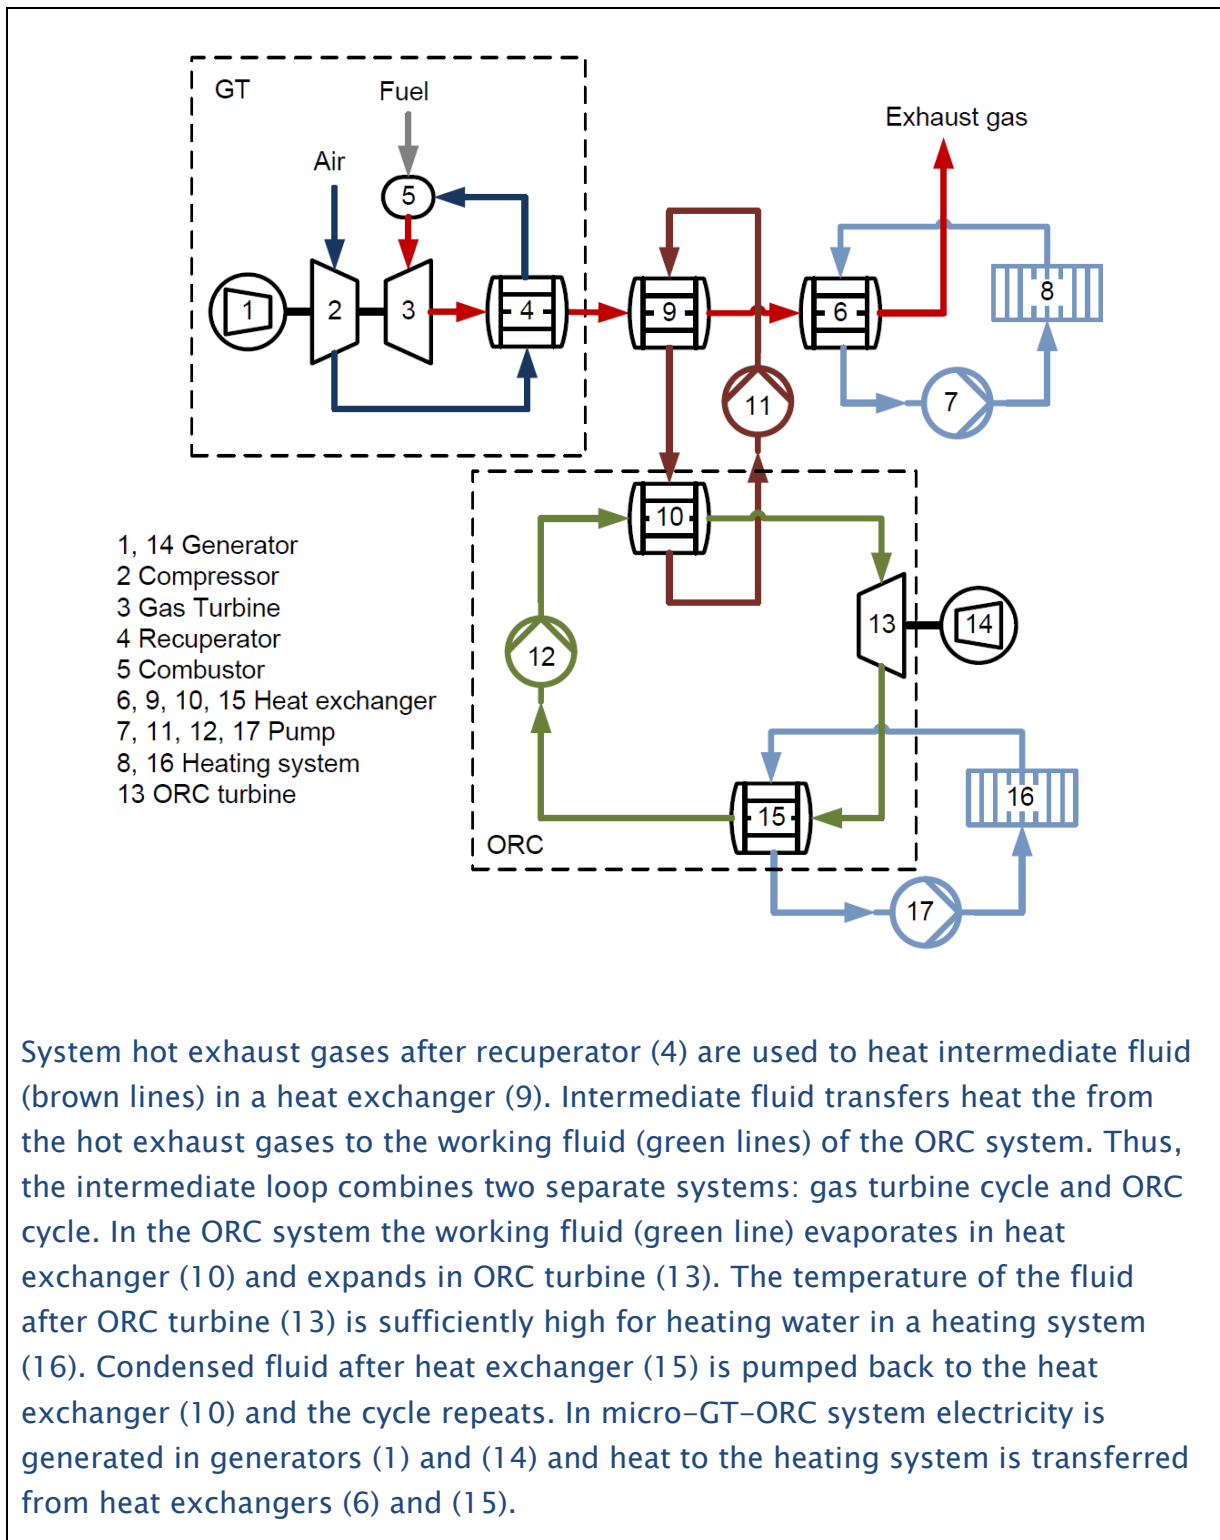 GT
Fuel
Exhaust gas
Air
5
1
2
3
4
9
6
8
7
11
10
1, 14 Generator
2 Compressor
3 Gas Turbine
4 Recuperator
5 Combustor
6, 9, 10, 15 Heat exchanger
7, 11, 12, 17 Pump
8, 16 Heating system
13 ORC turbine
12
13
14
16
15
ORC
17
System hot exhaust gases after recuperator (4) are used to heat intermediate fluid
(brown lines) in a heat exchanger (9). Intermediate fluid transfers heat the from
the hot exhaust gases to the working fluid (green lines) of the ORC system. Thus,
the intermediate loop combines two separate systems: gas turbine cycle and ORC
cycle. In the ORC system the working fluid (green line) evaporates in heat
exchanger (10) and expands in ORC turbine (13). The temperature of the fluid
after ORC turbine (13) is sufficiently high for heating water in a heating system
(16). Condensed fluid after heat exchanger (15) is pumped back to the heat
exchanger (10) and the cycle repeats. In micro-GT-ORC system electricity is
generated in generators (1) and (14) and heat to the heating system is transferred
from heat exchangers (6) and (15).